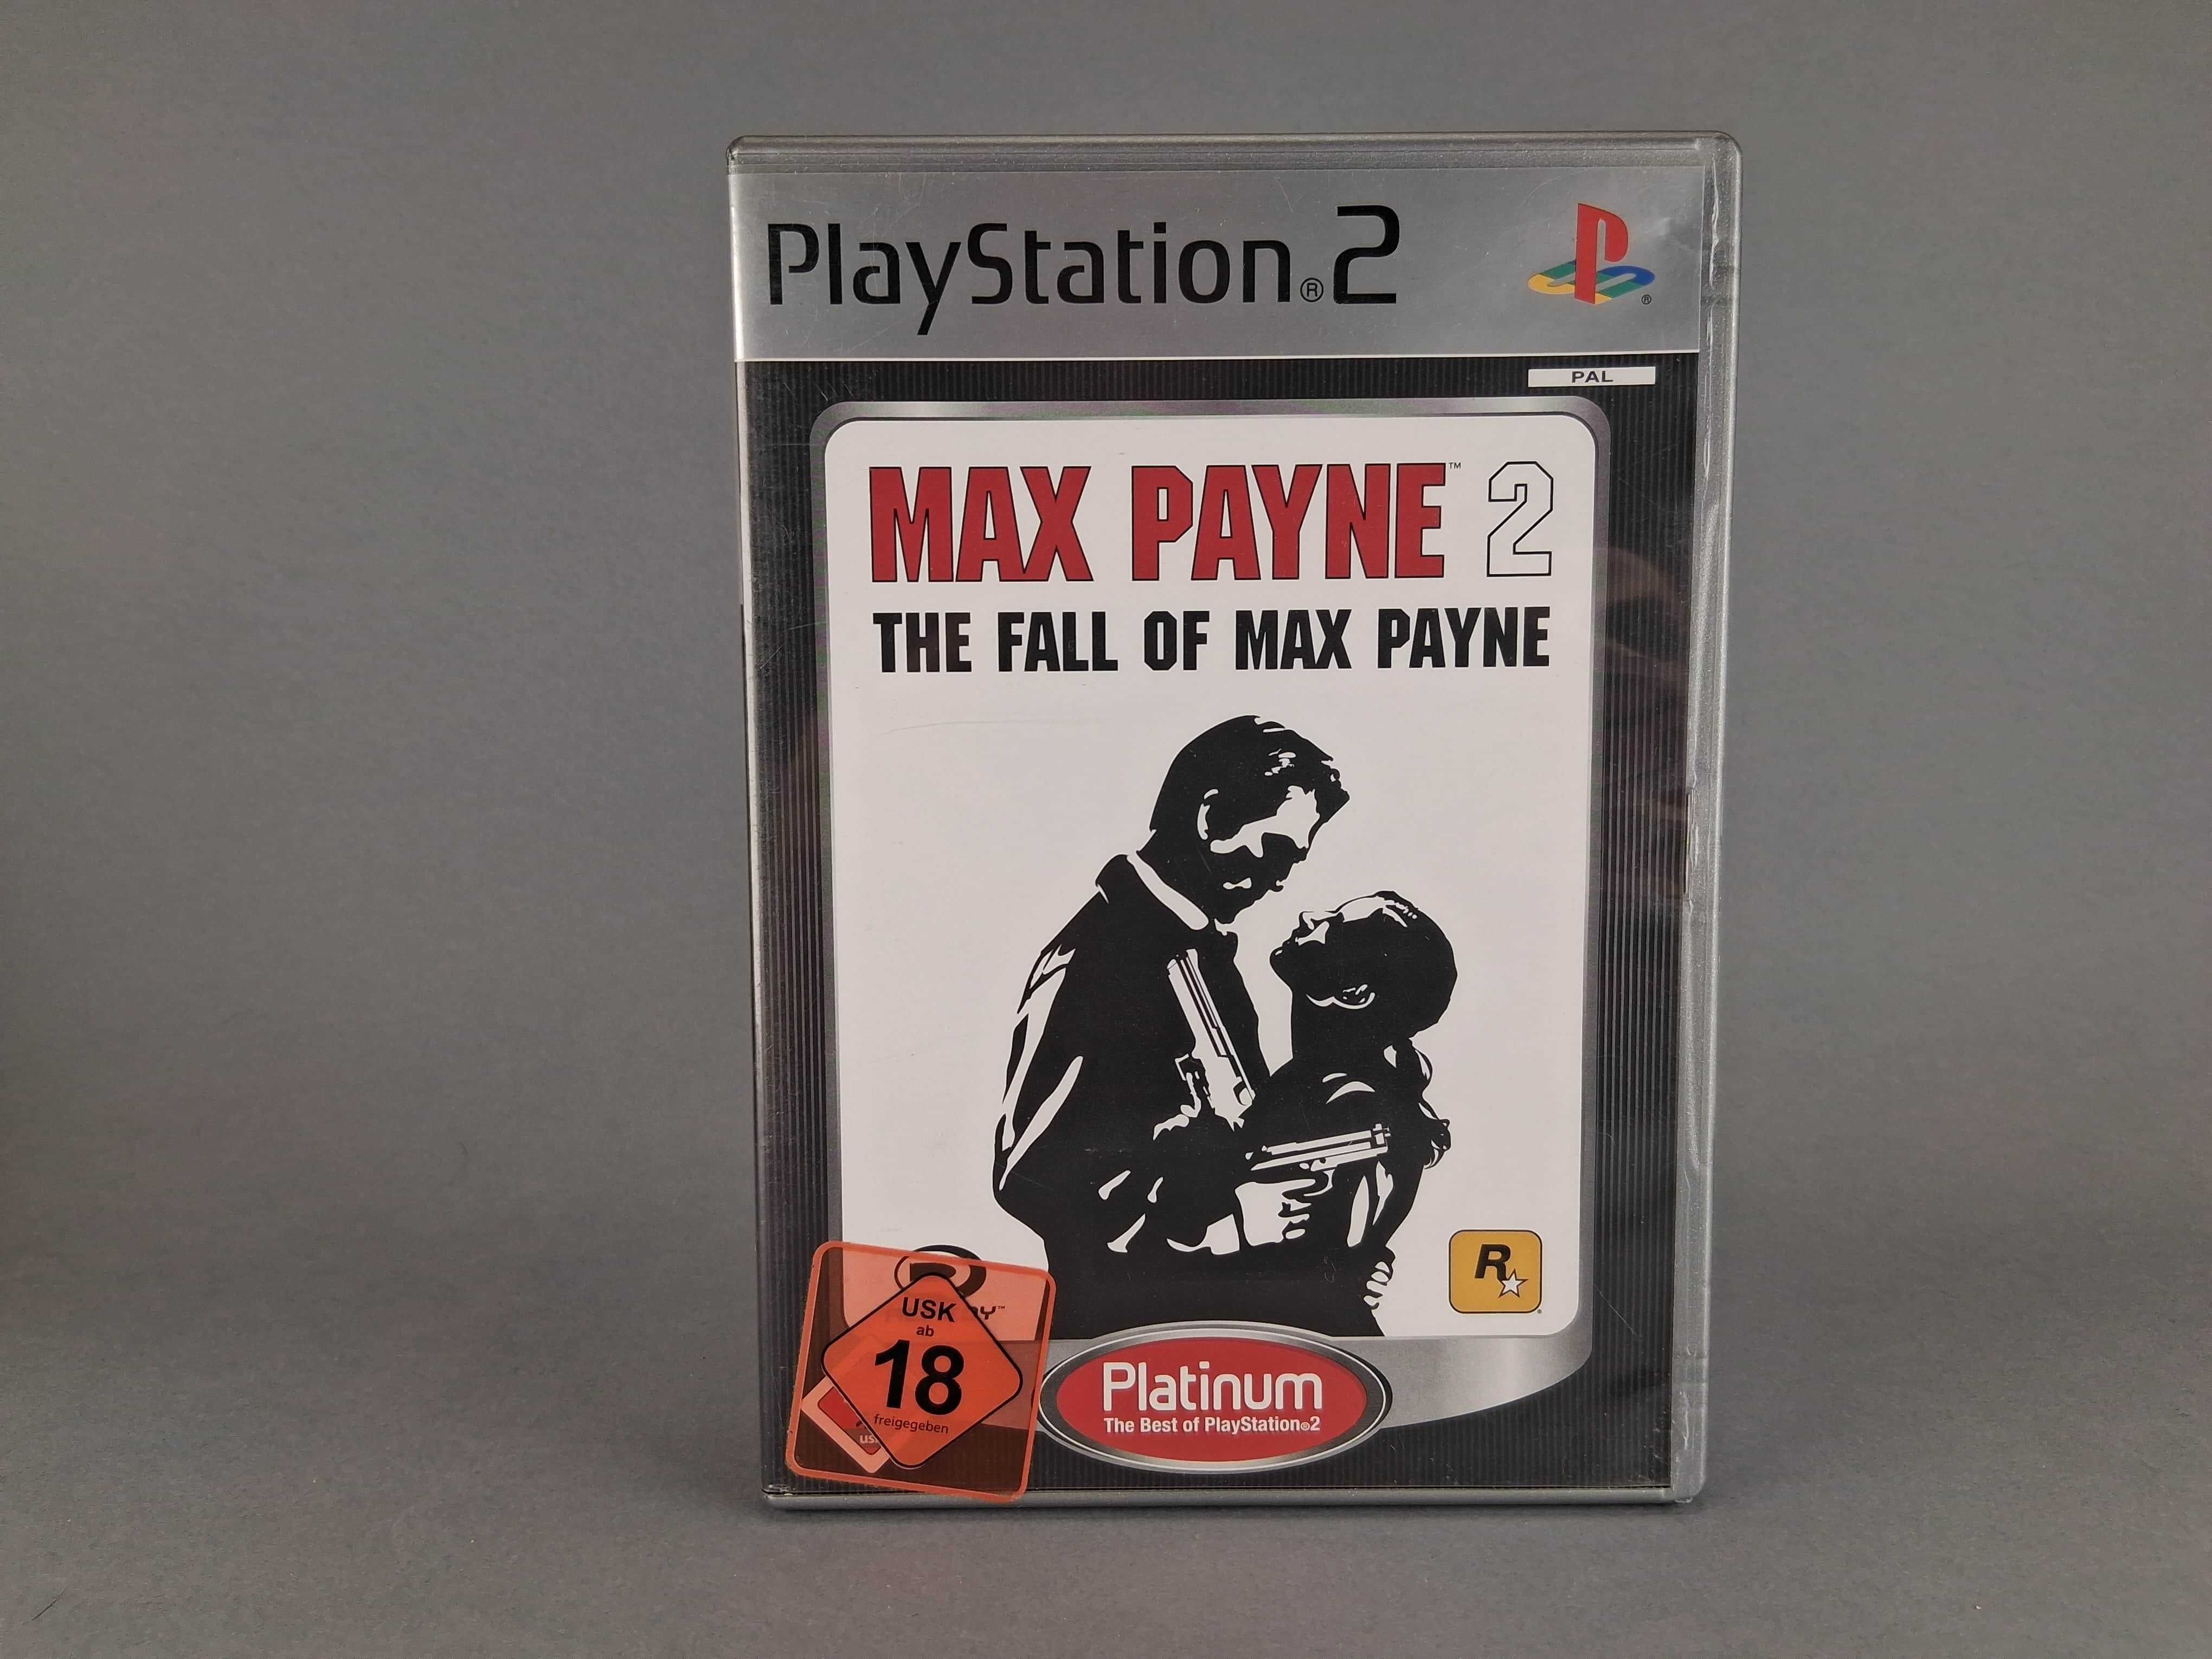 PlayStation®2
PAL
MAX PAYNE™ 2
THE FALL OF MAX PAYNE
R
USK
ab
18
freigegeben
Platinum
The Best of PlayStation®2